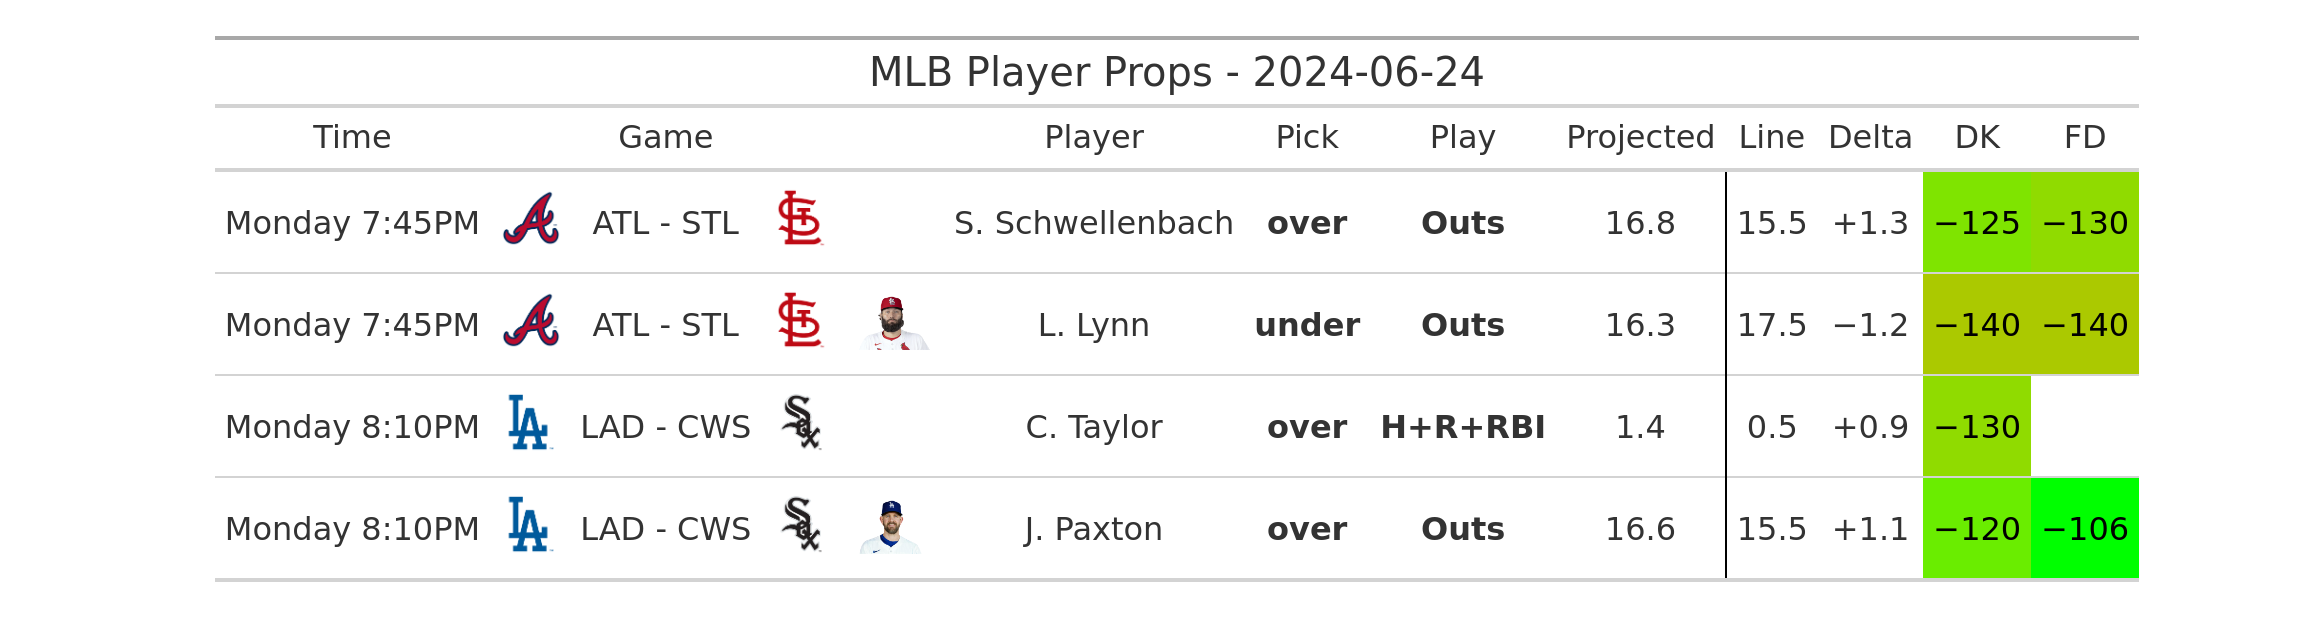 MLB Player Props - 2024-06-24
Time Game Player Pick Play Projected Line Delta DK FD
Monday 7:45PM ATL - STL S. Schwellenbach over Outs 16.8 15.5 +1.3 −125 −130
Monday 7:45PM ATL - STL L. Lynn under Outs 16.3 17.5 −1.2 −140 −140
Monday 8:10PM LAD - CWS C. Taylor over H+R+RBI 1.4 0.5 +0.9 −130
Monday 8:10PM LAD - CWS J. Paxton over Outs 16.6 15.5 +1.1 −120 −106